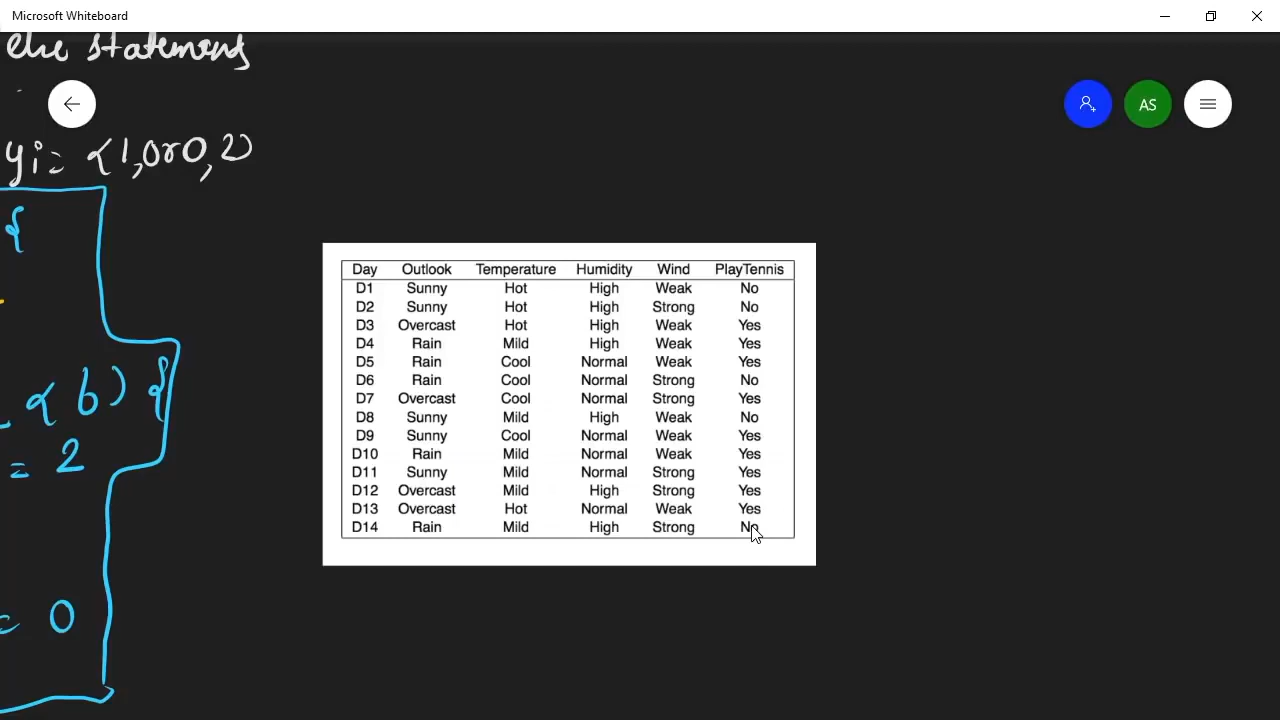 Microsoft Whiteboard
else statements
yi = {1, 0 or 0, 2}
AS
{
< b) {
= 2
= 0
Day Outlook Temperature Humidity Wind PlayTennis
D1 Sunny Hot High Weak No
D2 Sunny Hot High Strong No
D3 Overcast Hot High Weak Yes
D4 Rain Mild High Weak Yes
D5 Rain Cool Normal Weak Yes
D6 Rain Cool Normal Strong No
D7 Overcast Cool Normal Strong Yes
D8 Sunny Mild High Weak No
D9 Sunny Cool Normal Weak Yes
D10 Rain Mild Normal Weak Yes
D11 Sunny Mild Normal Strong Yes
D12 Overcast Mild High Strong Yes
D13 Overcast Hot Normal Weak Yes
D14 Rain Mild High Strong No